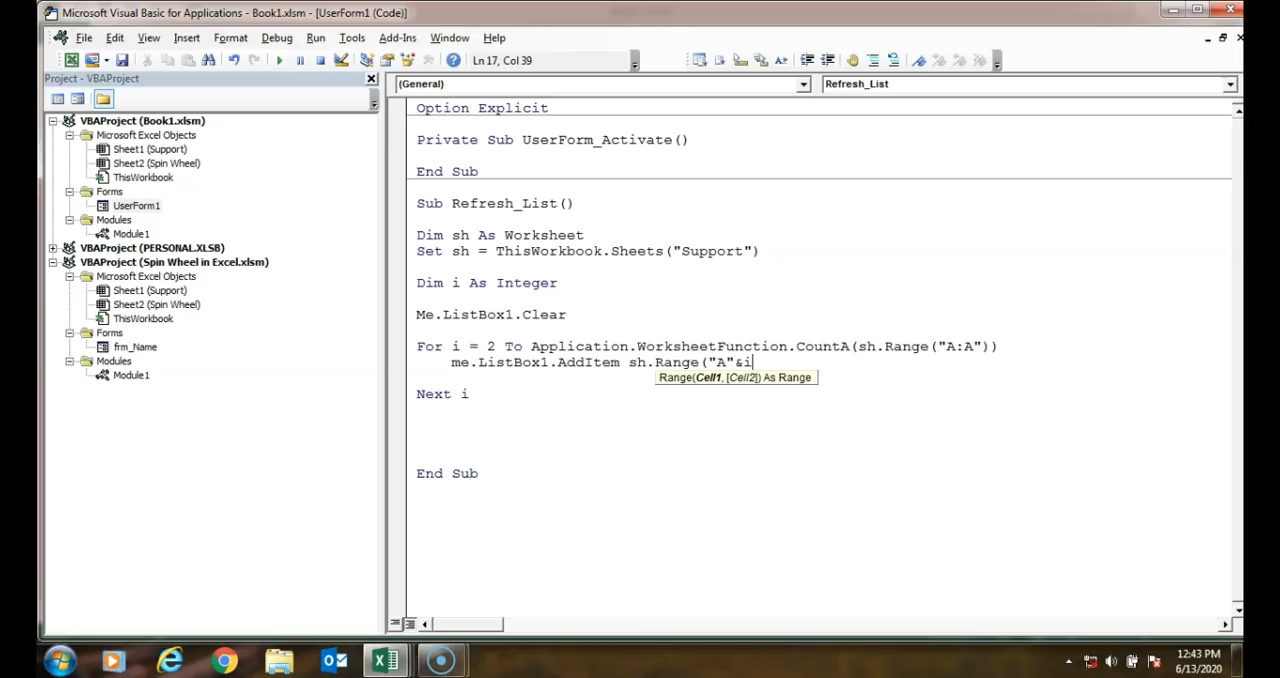 Microsoft Visual Basic for Applications - Book1.xlsm - [UserForm1 (Code)]
File Edit View Insert Format Debug Run Tools Add-Ins Window Help
Ln 17, Col 39
Project - VBAProject
(General)
Refresh_List
VBAProject (Book1.xlsm)
Microsoft Excel Objects
Sheet1 (Support)
Sheet2 (Spin Wheel)
ThisWorkbook
Forms
UserForm1
Modules
Module1
VBAProject (PERSONAL.XLSB)
VBAProject (Spin Wheel in Excel.xlsm)
Microsoft Excel Objects
Sheet1 (Support)
Sheet2 (Spin Wheel)
ThisWorkbook
Forms
frm_Name
Modules
Module1
Option Explicit
Private Sub UserForm_Activate()
End Sub
Sub Refresh_List()
Dim sh As Worksheet
Set sh = ThisWorkbook.Sheets("Support")
Dim i As Integer
Me.ListBox1.Clear
For i = 2 To Application.WorksheetFunction.CountA(sh.Range("A:A"))
me.ListBox1.AddItem sh.Range("A"&i
Range(Cell1, [Cell2]) As Range
Next i
End Sub
12:43 PM
6/13/2020